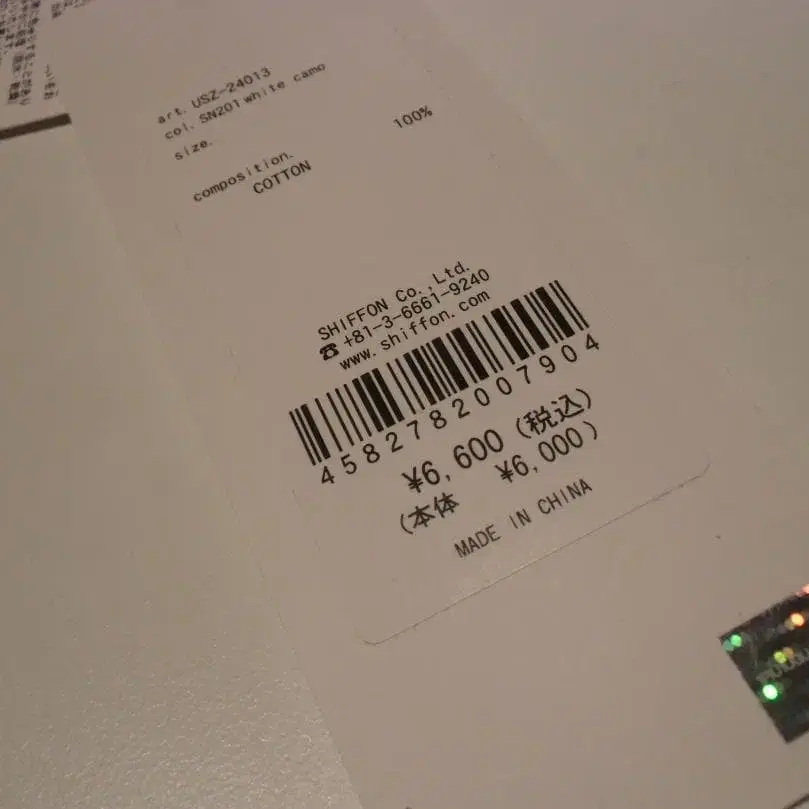 art. USZ-24013
col. SN201 white camo
size.
composition. 100%
COTTON
SHIFFON Co.,Ltd.
☎ +81-3-6661-9240
www.shiffon.com
4582782007904
¥6,600 (税込)
(本体 ¥6,000)
MADE IN CHINA